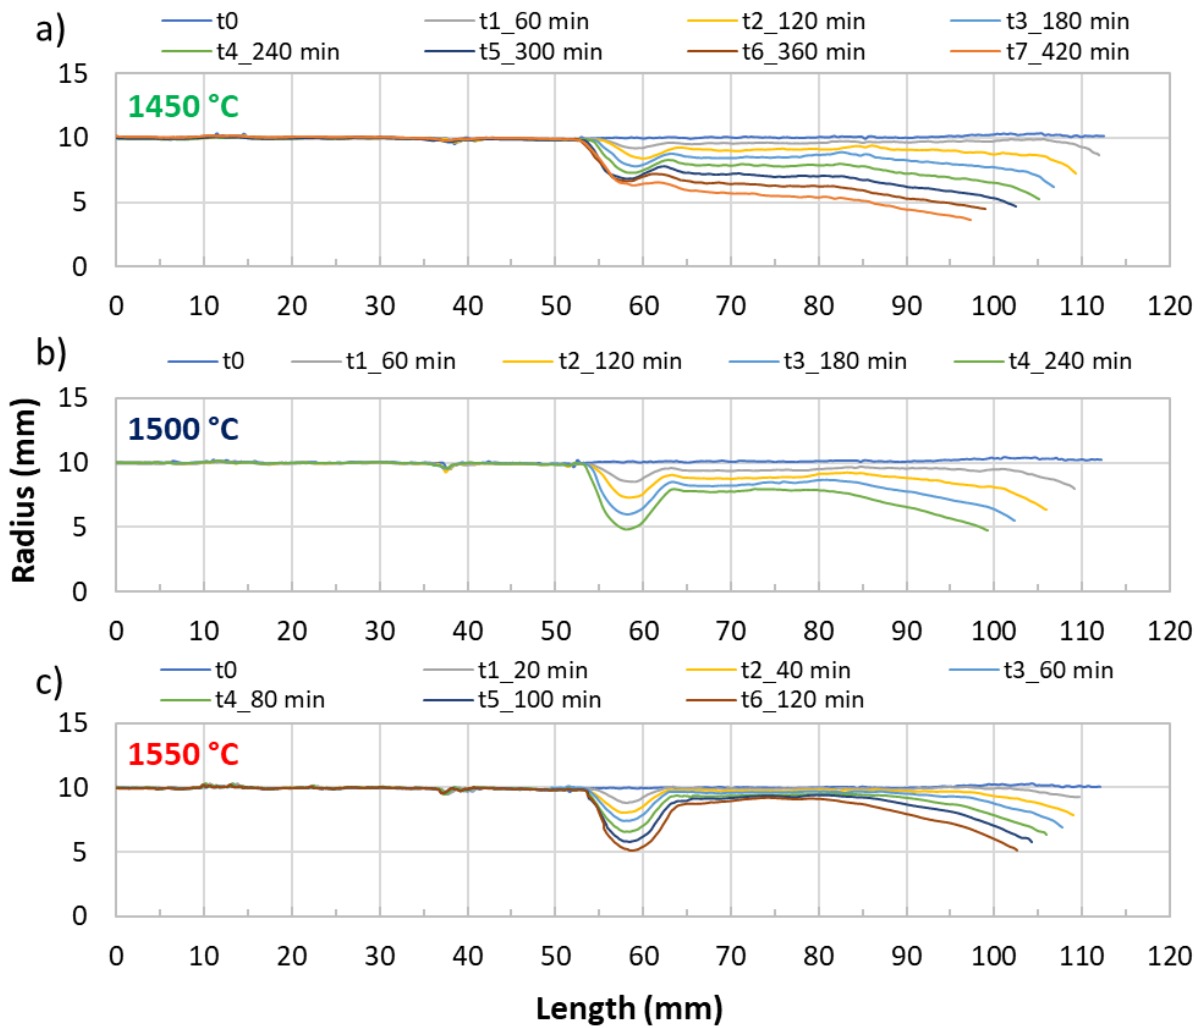 a)
t0 t1_60 min t2_120 min t3_180 min
t4_240 min t5_300 min t6_360 min t7_420 min
15
1450 °C
10
5
0
0 10 20 30 40 50 60 70 80 90 100 110 120
b)
t0 t1_60 min t2_120 min t3_180 min t4_240 min
15
1500 °C
10
5
0
0 10 20 30 40 50 60 70 80 90 100 110 120
Radius (mm)
c)
t0 t1_20 min t2_40 min t3_60 min
t4_80 min t5_100 min t6_120 min
15
1550 °C
10
5
0
0 10 20 30 40 50 60 70 80 90 100 110 120
Length (mm)